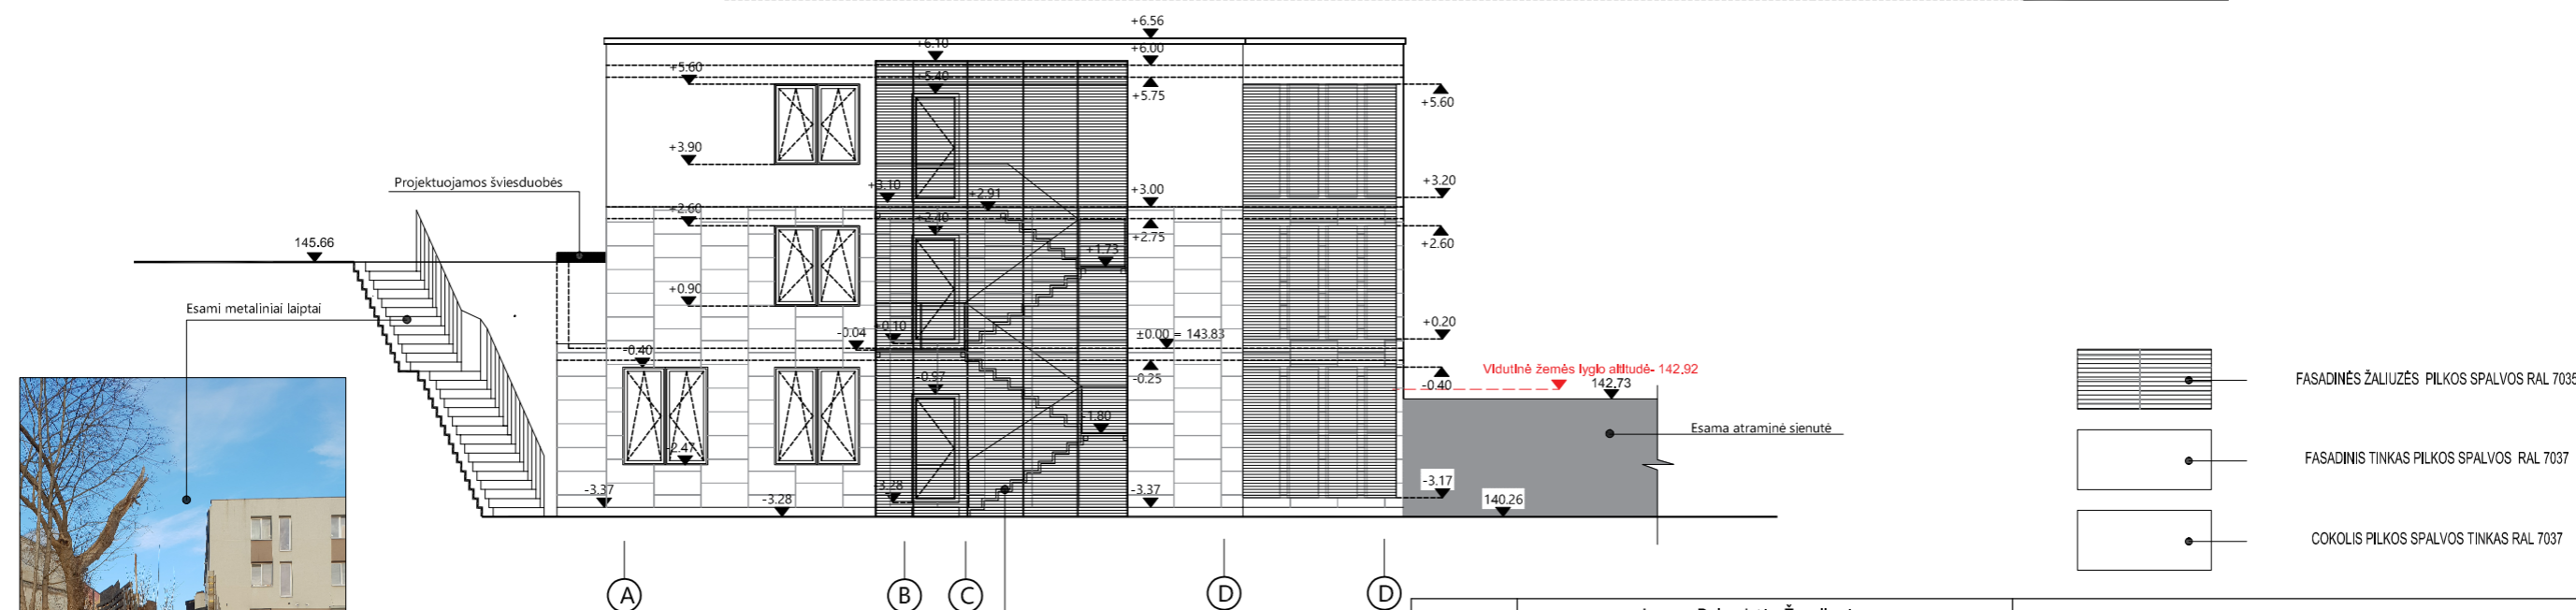 +6.56
+6.10
+6.00
+5.60
+5.40
+5.75
+5.60
+3.90
Projektuojamos šviesduobės
+3.10
+2.91
+3.00
+3.20
+2.60
+2.40
145.66
+2.75
+2.60
+1.73
Esami metaliniai laiptai
+0.90
-0.04
+0.10
±0.00 = 143.83
+0.20
-0.40
-0.25
Vidutinė žemės lygio altitudė- 142.92
-0.97
-0.40
142.73
FASADINĖS ŽALIUZĖS PILKOS SPALVOS RAL 7035
-1.80
Esama atraminė sienutė
-2.47
FASADINIS TINKAS PILKOS SPALVOS RAL 7037
-3.37
-3.28
-3.28
-3.37
-3.17
140.26
COKOLIS PILKOS SPALVOS TINKAS RAL 7037
A
B
C
D
D